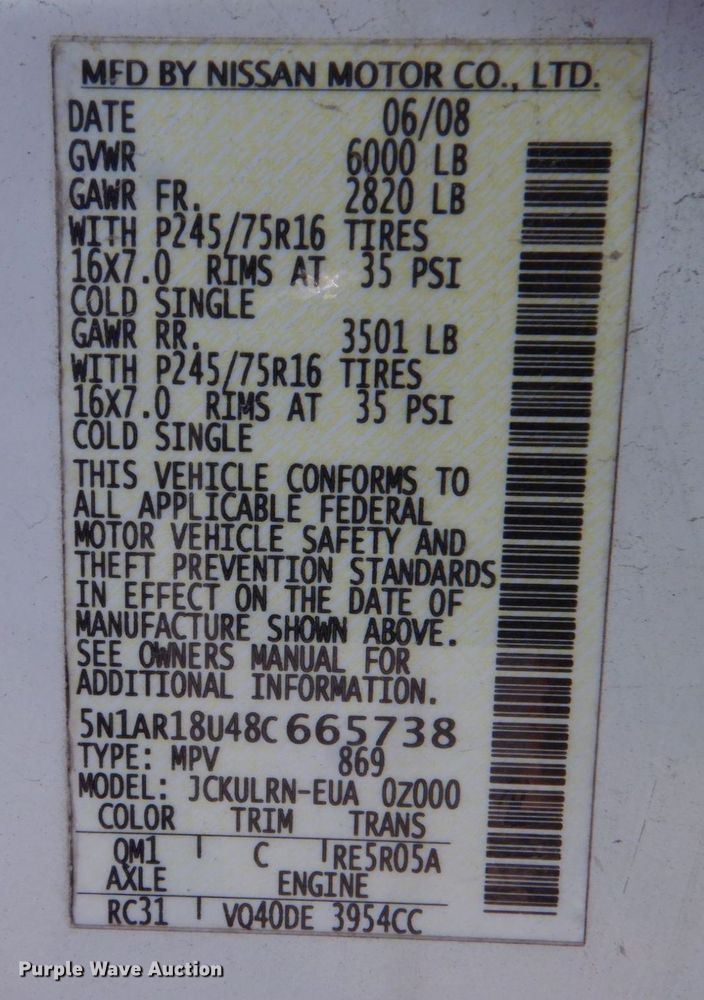 MFD BY NISSAN MOTOR CO., LTD.
DATE 06/08
GVWR 6000 LB
GAWR FR. 2820 LB
WITH P245/75R16 TIRES
16X7.0 RIMS AT 35 PSI
COLD SINGLE
GAWR RR. 3501 LB
WITH P245/75R16 TIRES
16X7.0 RIMS AT 35 PSI
COLD SINGLE
THIS VEHICLE CONFORMS TO
ALL APPLICABLE FEDERAL
MOTOR VEHICLE SAFETY AND
THEFT PREVENTION STANDARDS
IN EFFECT ON THE DATE OF
MANUFACTURE SHOWN ABOVE.
SEE OWNERS MANUAL FOR
ADDITIONAL INFORMATION.
5N1AR18U48C665738
TYPE: MPV 869
MODEL: JCKULRN-EUA 0Z000
COLOR TRIM TRANS
QM1 C RE5R05A
AXLE ENGINE
RC31 VQ40DE 3954CC
Purple Wave Auction